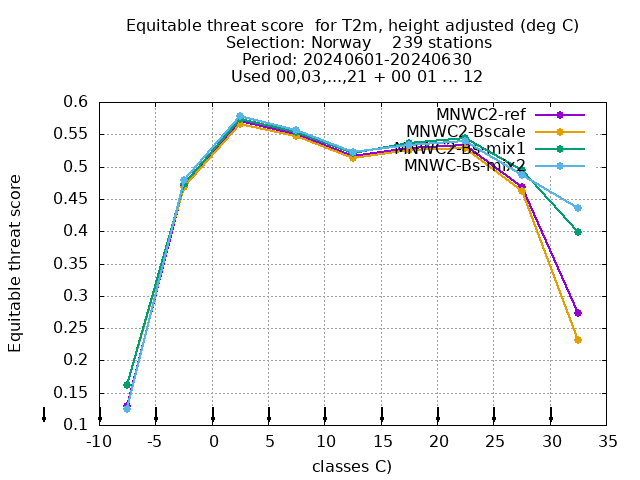 Equitable threat score  for T2m, height adjusted (deg C)
Selection: Norway    239 stations
Period: 20240601-20240630
Used 00,03,...,21 + 00 01 ... 12
MNWC2-ref
MNWC2-Bscale
MNWC2-Bs-mix1
MNWC-Bs-mix2
Equitable threat score
0.6
0.55
0.5
0.45
0.4
0.35
0.3
0.25
0.2
0.15
0.1
-10 -5 0 5 10 15 20 25 30 35
classes C)